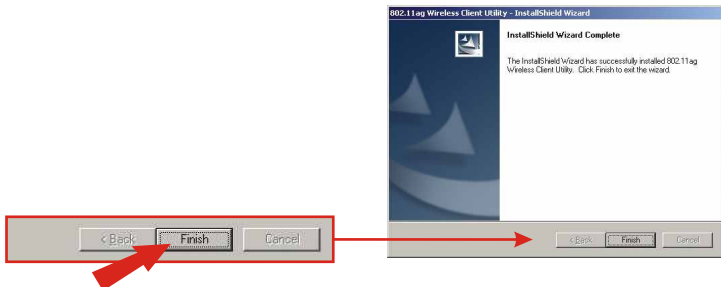 802.11ag Wireless Client Utility - InstallShield Wizard
InstallShield Wizard Complete
The InstallShield Wizard has successfully installed 802.11ag
Wireless Client Utility. Click Finish to exit the wizard.
< Back Finish Cancel
< Back Finish Cancel